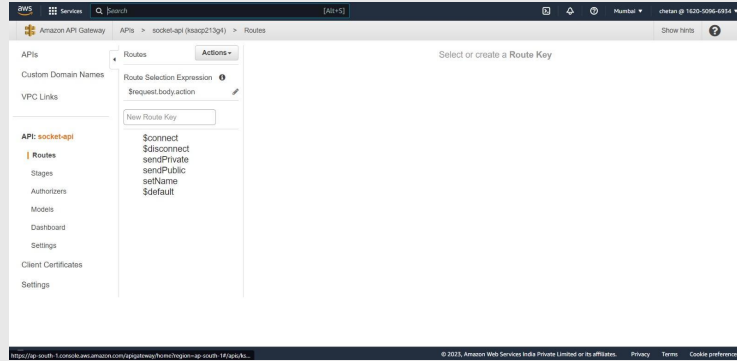 aws
Services
Search
[Alt+S]
Mumbai
chetan @ 1620-5096-6934
Amazon API Gateway
APIs > socket-api (ksacp213g4) > Routes
Show hints
APIs
Custom Domain Names
VPC Links
API: socket-api
Routes
Stages
Authorizers
Models
Dashboard
Settings
Client Certificates
Settings
Routes
Actions
Route Selection Expression
$request.body.action
New Route Key
$connect
$disconnect
sendPrivate
sendPublic
setName
$default
Select or create a Route Key
https://ap-south-1.console.aws.amazon.com/apigateway/home?region=ap-south-1#/apis/ks...
© 2023, Amazon Web Services India Private Limited or its affiliates.
Privacy
Terms
Cookie preference